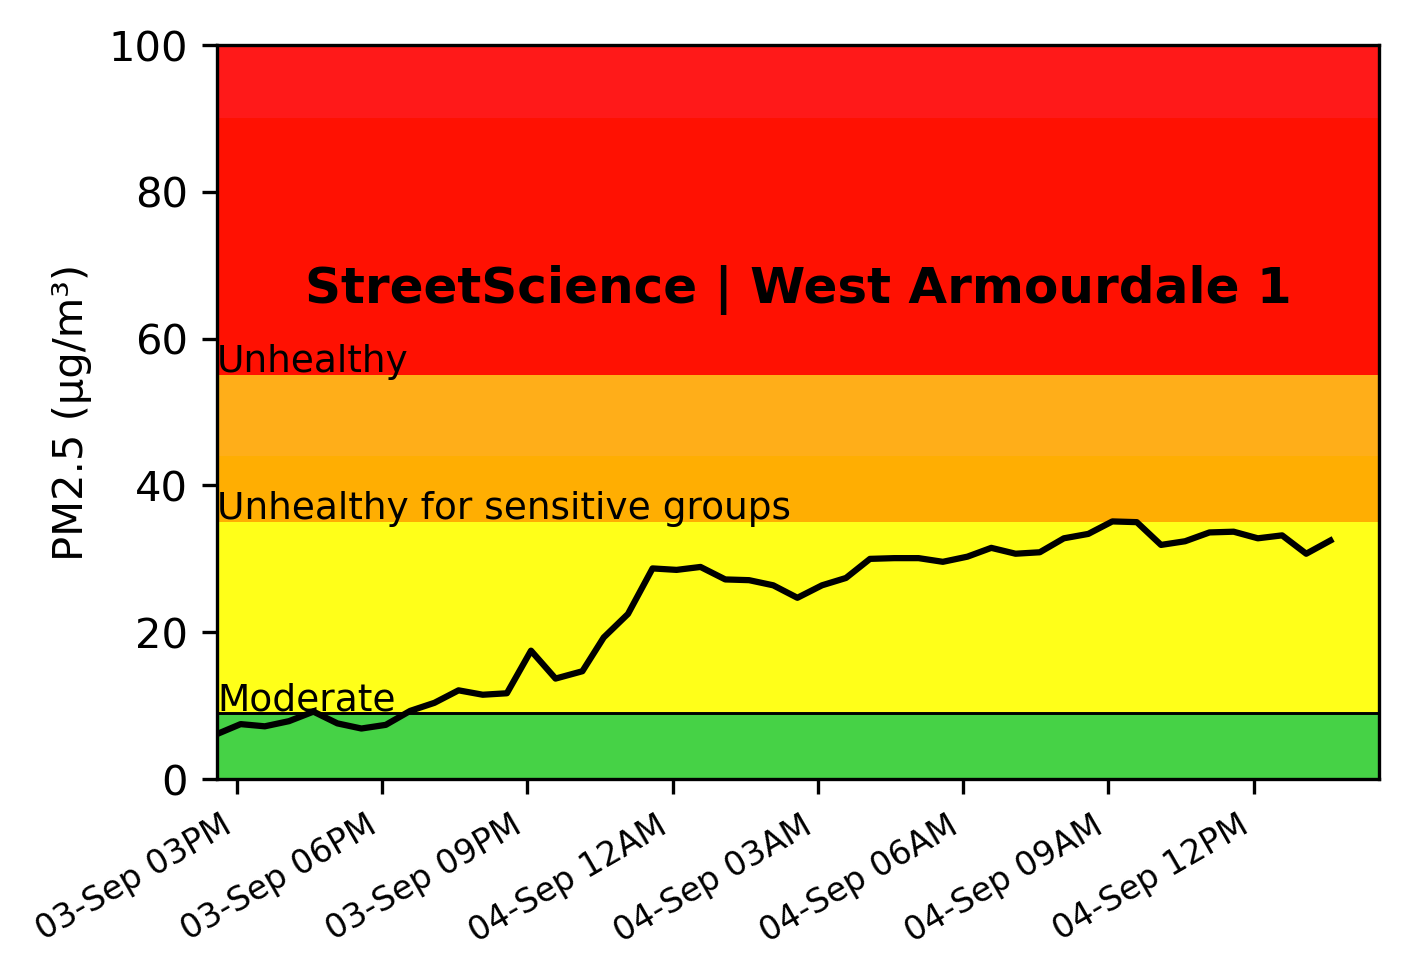 100
80
60
40
20
0
PM2.5 (µg/m³)
StreetScience | West Armourdale 1
Unhealthy
Unhealthy for sensitive groups
Moderate
03-Sep 03PM
03-Sep 06PM
03-Sep 09PM
04-Sep 12AM
04-Sep 03AM
04-Sep 06AM
04-Sep 09AM
04-Sep 12PM